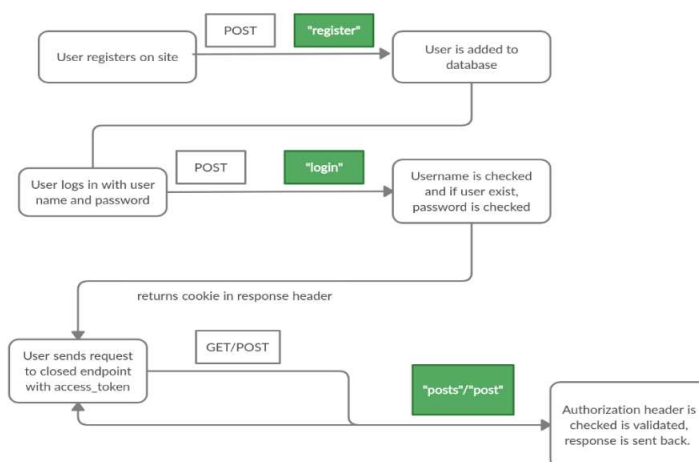 POST
"register"
User registers on site
User is added to
database
POST
"login"
User logs in with user
name and password
Username is checked
and if user exist,
password is checked
returns cookie in response header
GET/POST
User sends request
to closed endpoint
with access_token
"posts"/"post"
Authorization header is
checked is validated,
response is sent back.